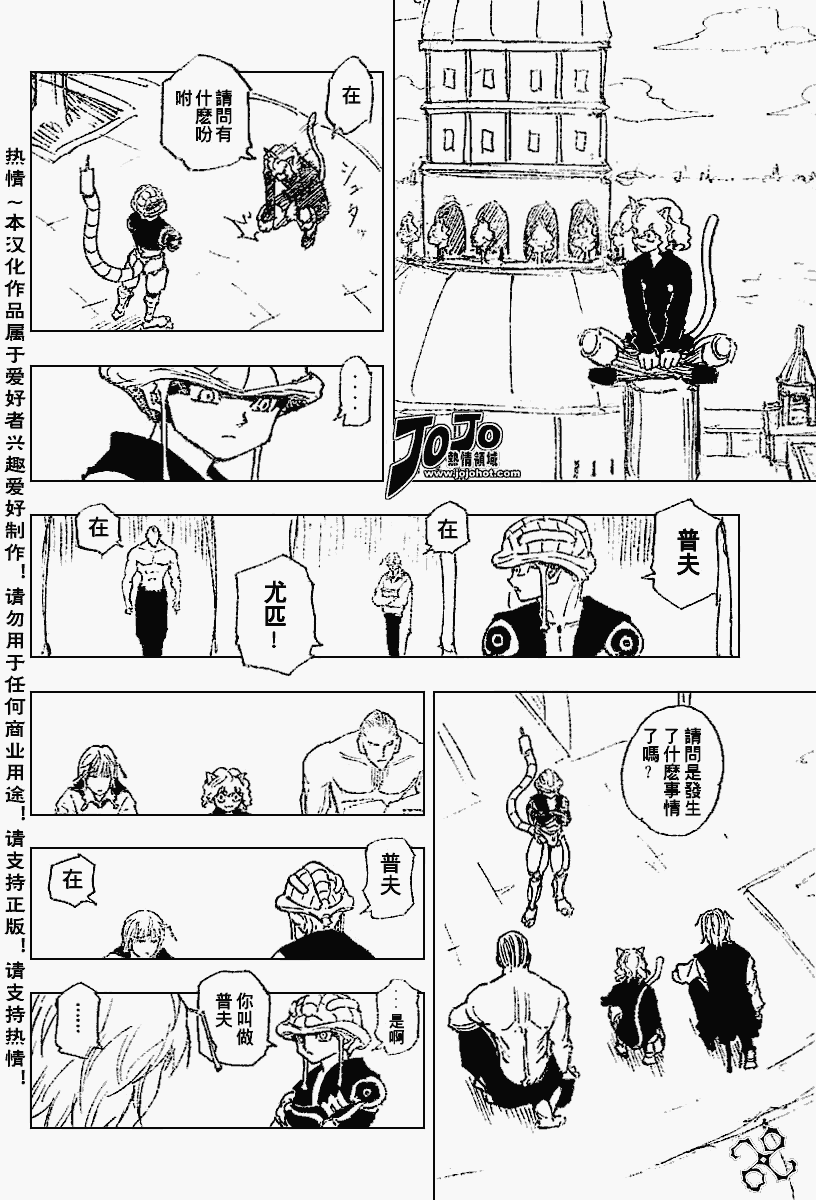 在
請問有
什麼吩
咐
シュタッ
…
JOJO
熱情領域
www.jojohot.com
普夫
在
尤匹！
在
請問是發生
了什麼事情
了嗎？
普夫
在
…是啊
你叫做
普夫
……
热情～本汉化作品属于爱好者兴趣爱好制作！请勿用于任何商业用途！请支持正版！请支持热情！